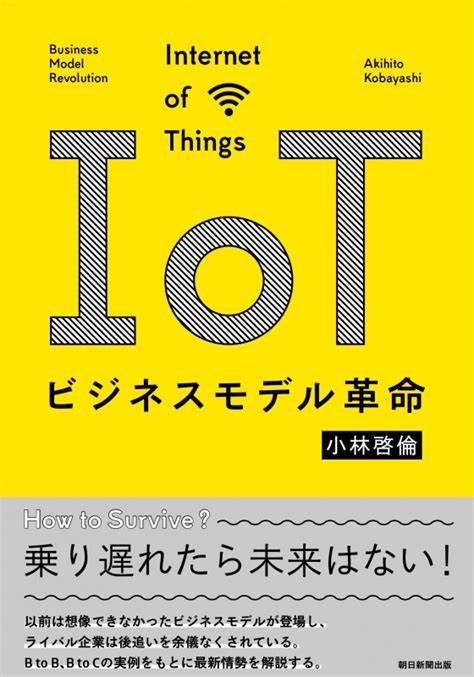 Business
Model
Revolution
Internet
of
Things
Akihito
Kobayashi
IoT
ビジネスモデル革命
小林啓倫
How to Survive?
乗り遅れたら未来はない!
以前は想像できなかったビジネスモデルが登場し、
ライバル企業は後追いを余儀なくされている。
B to B、B to Cの実例をもとに最新情勢を解説する。
朝日新聞出版